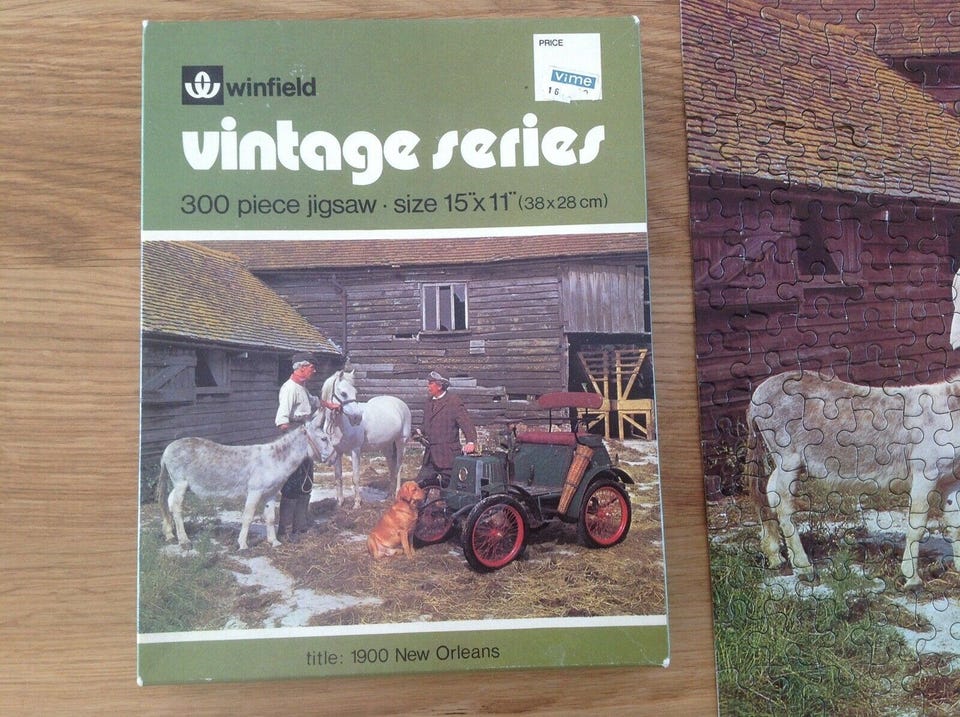 PRICE
vime
winfield
vintage series
300 piece jigsaw · size 15"x 11" (38 x 28 cm)
title: 1900 New Orleans